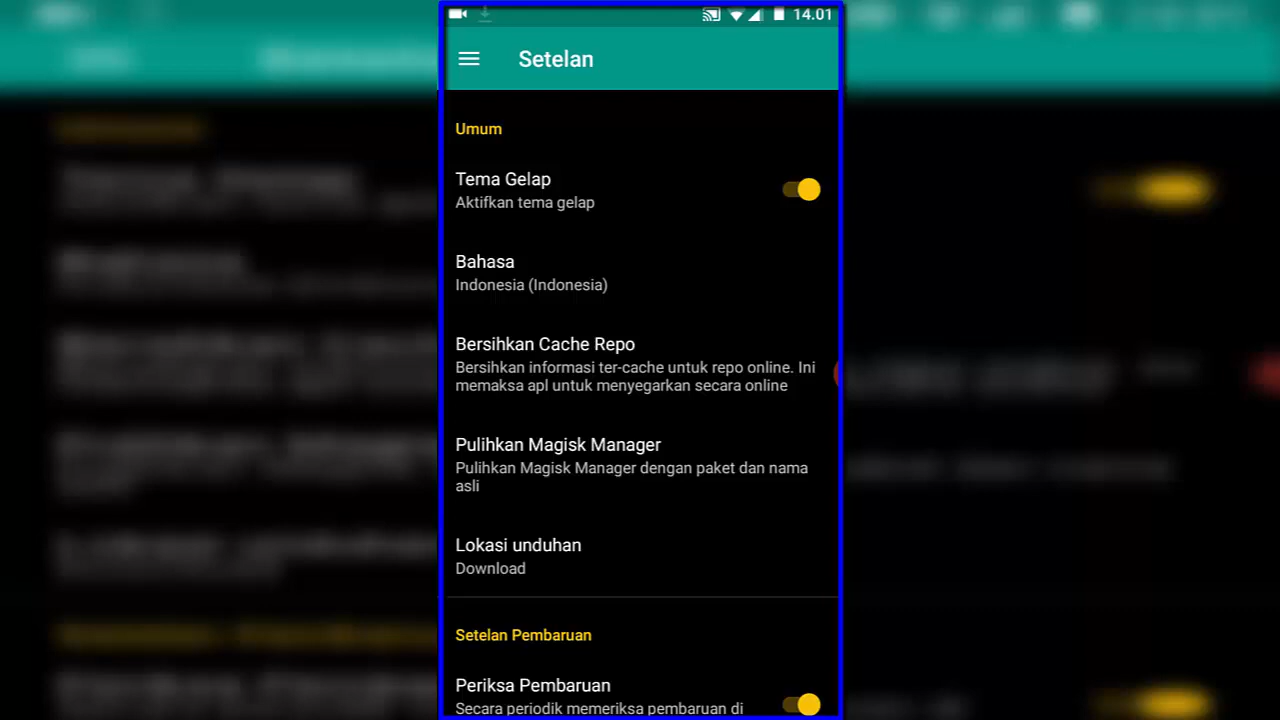 14.01
Setelan
Umum
Tema Gelap
Aktifkan tema gelap
Bahasa
Indonesia (Indonesia)
Bersihkan Cache Repo
Bersihkan informasi ter-cache untuk repo online. Ini
memaksa apl untuk menyegarkan secara online
Pulihkan Magisk Manager
Pulihkan Magisk Manager dengan paket dan nama
asli
Lokasi unduhan
Download
Setelan Pembaruan
Periksa Pembaruan
Secara periodik memeriksa pembaruan di